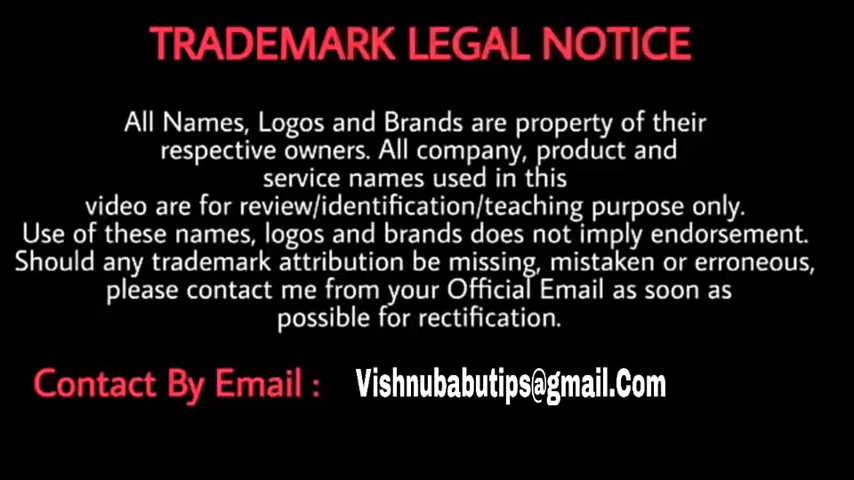 TRADEMARK LEGAL NOTICE
All Names, Logos and Brands are property of their
respective owners. All company, product and
service names used in this
video are for review/identification/teaching purpose only.
Use of these names, logos and brands does not imply endorsement.
Should any trademark attribution be missing, mistaken or erroneous,
please contact me from your Official Email as soon as
possible for rectification.
Contact By Email : Vishnubabutips@gmail.Com